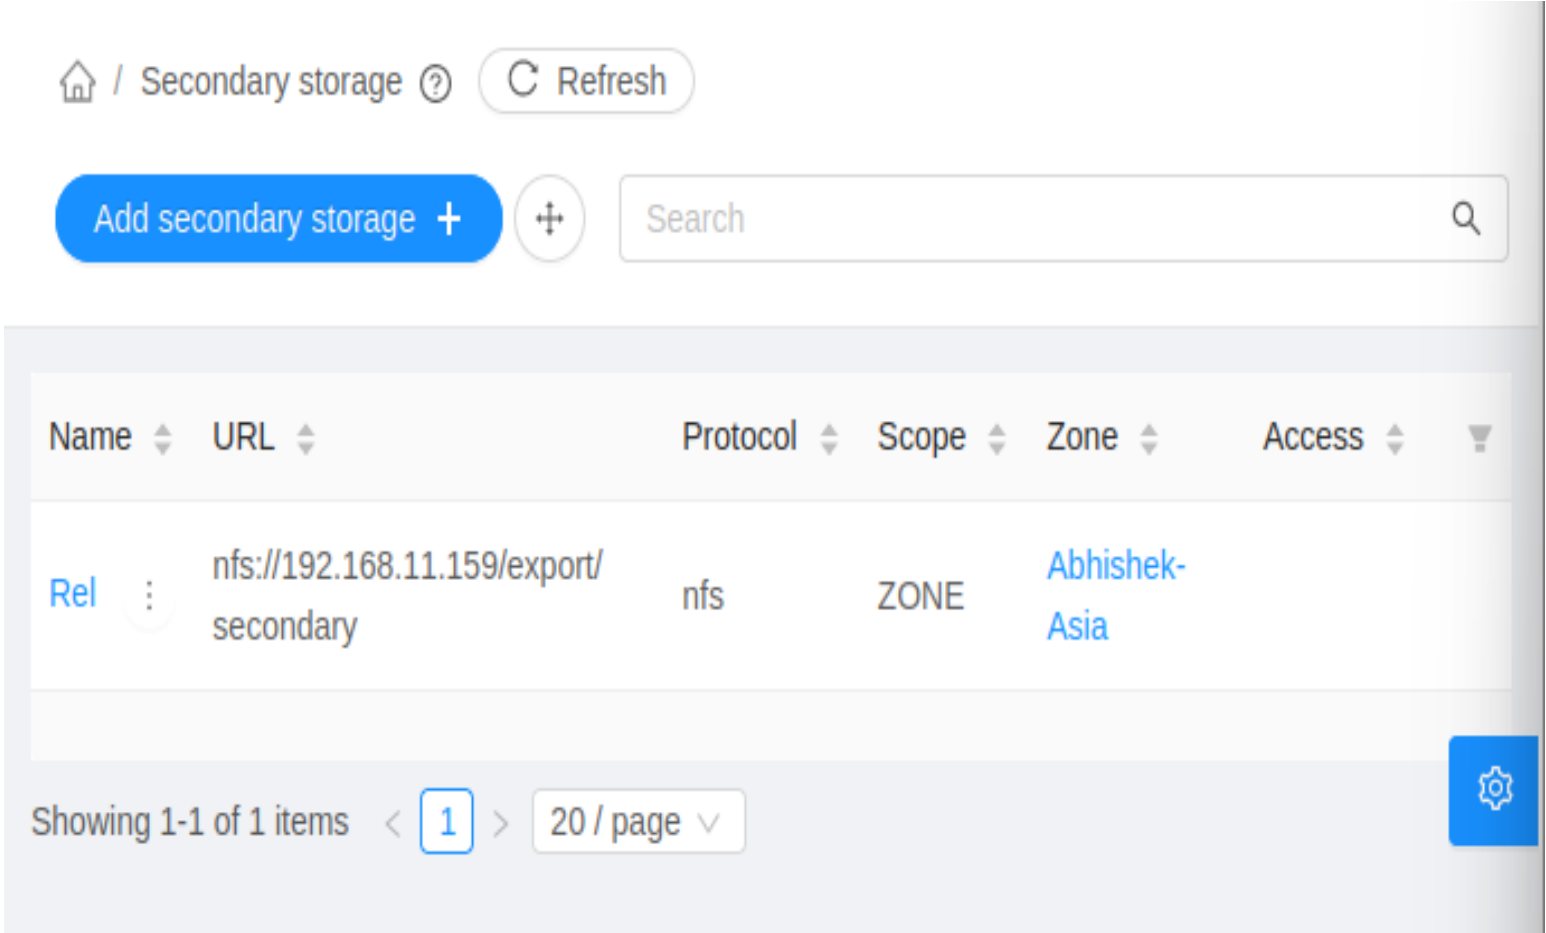 / Secondary storage Refresh
Add secondary storage + Search
Name URL Protocol Scope Zone Access
nfs://192.168.11.159/export/ Abhishek-
Rel nfs ZONE
secondary Asia
Showing 1-1 of 1 items < 1 > 20 / page